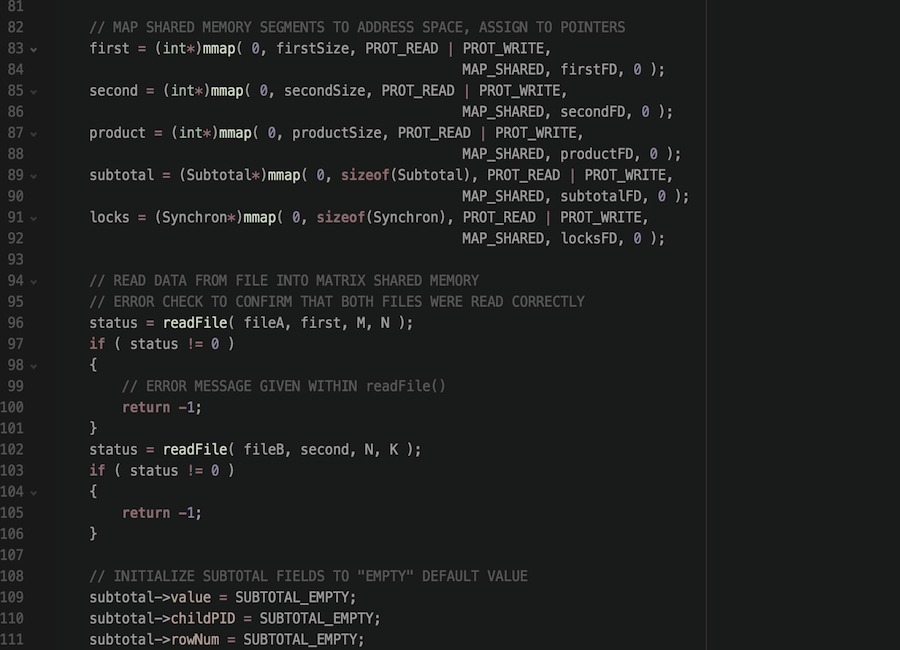 81
82 // MAP SHARED MEMORY SEGMENTS TO ADDRESS SPACE, ASSIGN TO POINTERS
83 first = (int*)mmap( 0, firstSize, PROT_READ | PROT_WRITE,
84 MAP_SHARED, firstFD, 0 );
85 second = (int*)mmap( 0, secondSize, PROT_READ | PROT_WRITE,
86 MAP_SHARED, secondFD, 0 );
87 product = (int*)mmap( 0, productSize, PROT_READ | PROT_WRITE,
88 MAP_SHARED, productFD, 0 );
89 subtotal = (Subtotal*)mmap( 0, sizeof(Subtotal), PROT_READ | PROT_WRITE,
90 MAP_SHARED, subtotalFD, 0 );
91 locks = (Synchron*)mmap( 0, sizeof(Synchron), PROT_READ | PROT_WRITE,
92 MAP_SHARED, locksFD, 0 );
93
94 // READ DATA FROM FILE INTO MATRIX SHARED MEMORY
95 // ERROR CHECK TO CONFIRM THAT BOTH FILES WERE READ CORRECTLY
96 status = readFile( fileA, first, M, N );
97 if ( status != 0 )
98 {
99 // ERROR MESSAGE GIVEN WITHIN readFile()
100 return -1;
101 }
102 status = readFile( fileB, second, N, K );
103 if ( status != 0 )
104 {
105 return -1;
106 }
107
108 // INITIALIZE SUBTOTAL FIELDS TO "EMPTY" DEFAULT VALUE
109 subtotal->value = SUBTOTAL_EMPTY;
110 subtotal->childPID = SUBTOTAL_EMPTY;
111 subtotal->rowNum = SUBTOTAL_EMPTY;